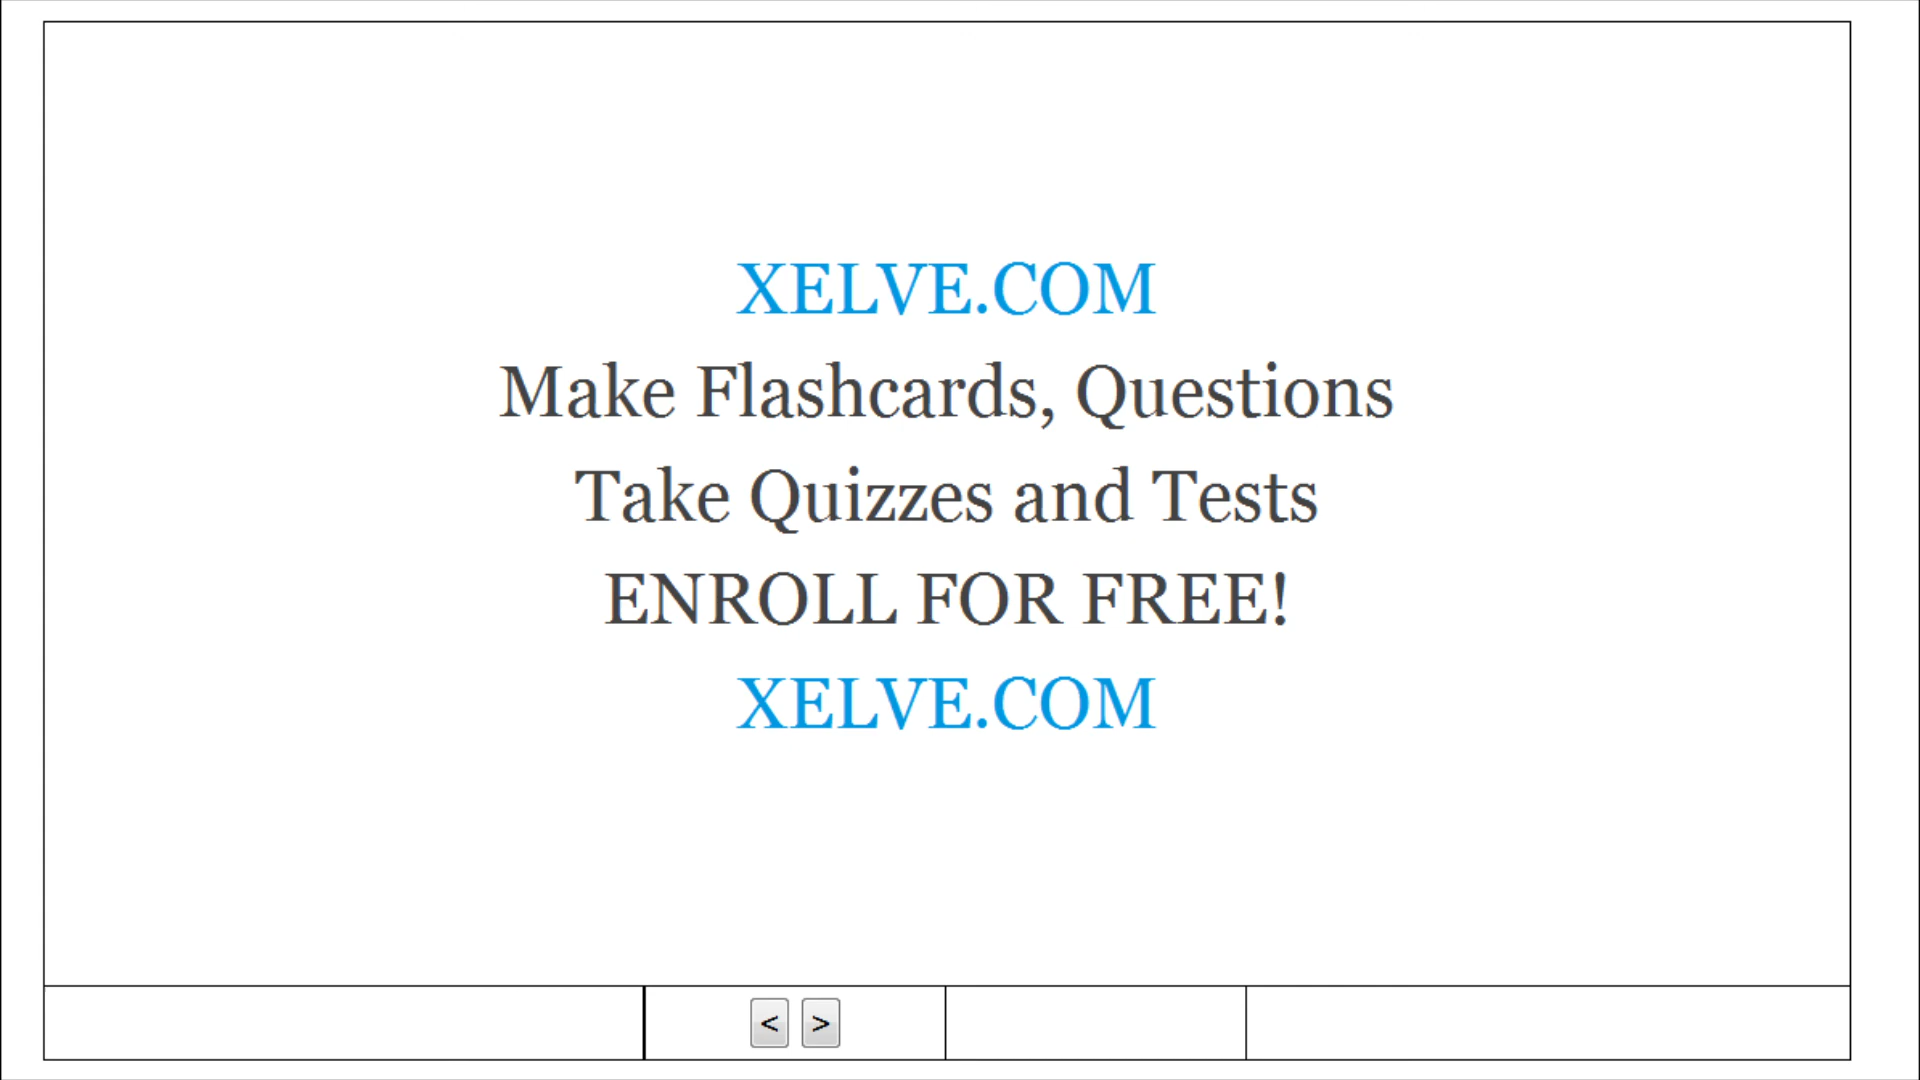 XELVE.COM
Make Flashcards, Questions
Take Quizzes and Tests
ENROLL FOR FREE!
XELVE.COM
< >